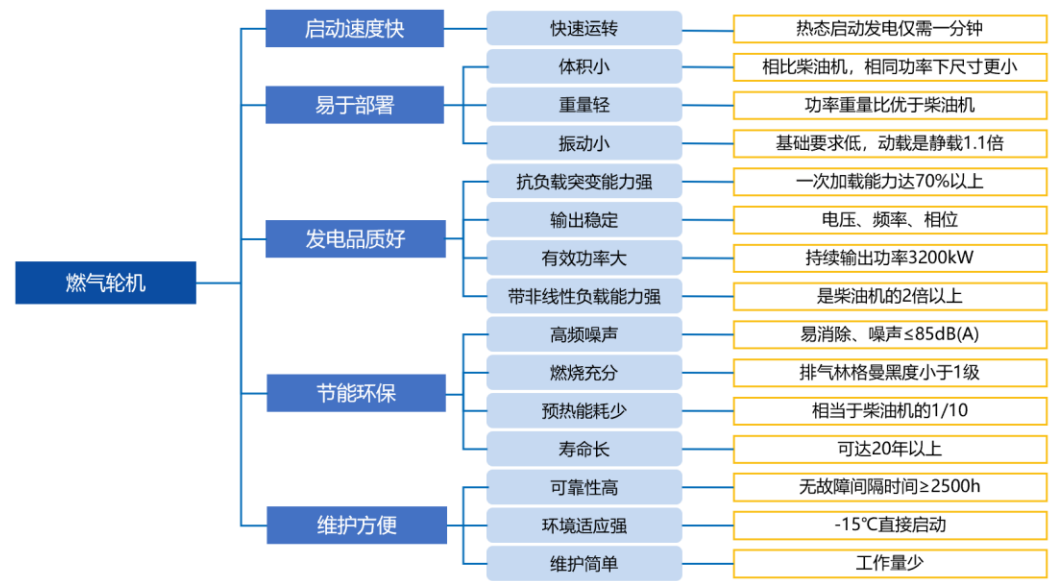 燃气轮机
启动速度快
快速运转
热态启动发电仅需一分钟
易于部署
体积小
相比柴油机，相同功率下尺寸更小
重量轻
功率重量比优于柴油机
振动小
基础要求低，动载是静载1.1倍
发电品质好
抗负载突变能力强
一次加载能力达70%以上
输出稳定
电压、频率、相位
有效功率大
持续输出功率3200kW
带非线性负载能力强
是柴油机的2倍以上
节能环保
高频噪声
易消除、噪声≤85dB(A)
燃烧充分
排气林格曼黑度小于1级
预热能耗少
相当于柴油机的1/10
寿命长
可达20年以上
维护方便
可靠性高
无故障间隔时间≥2500h
环境适应强
-15℃直接启动
维护简单
工作量少